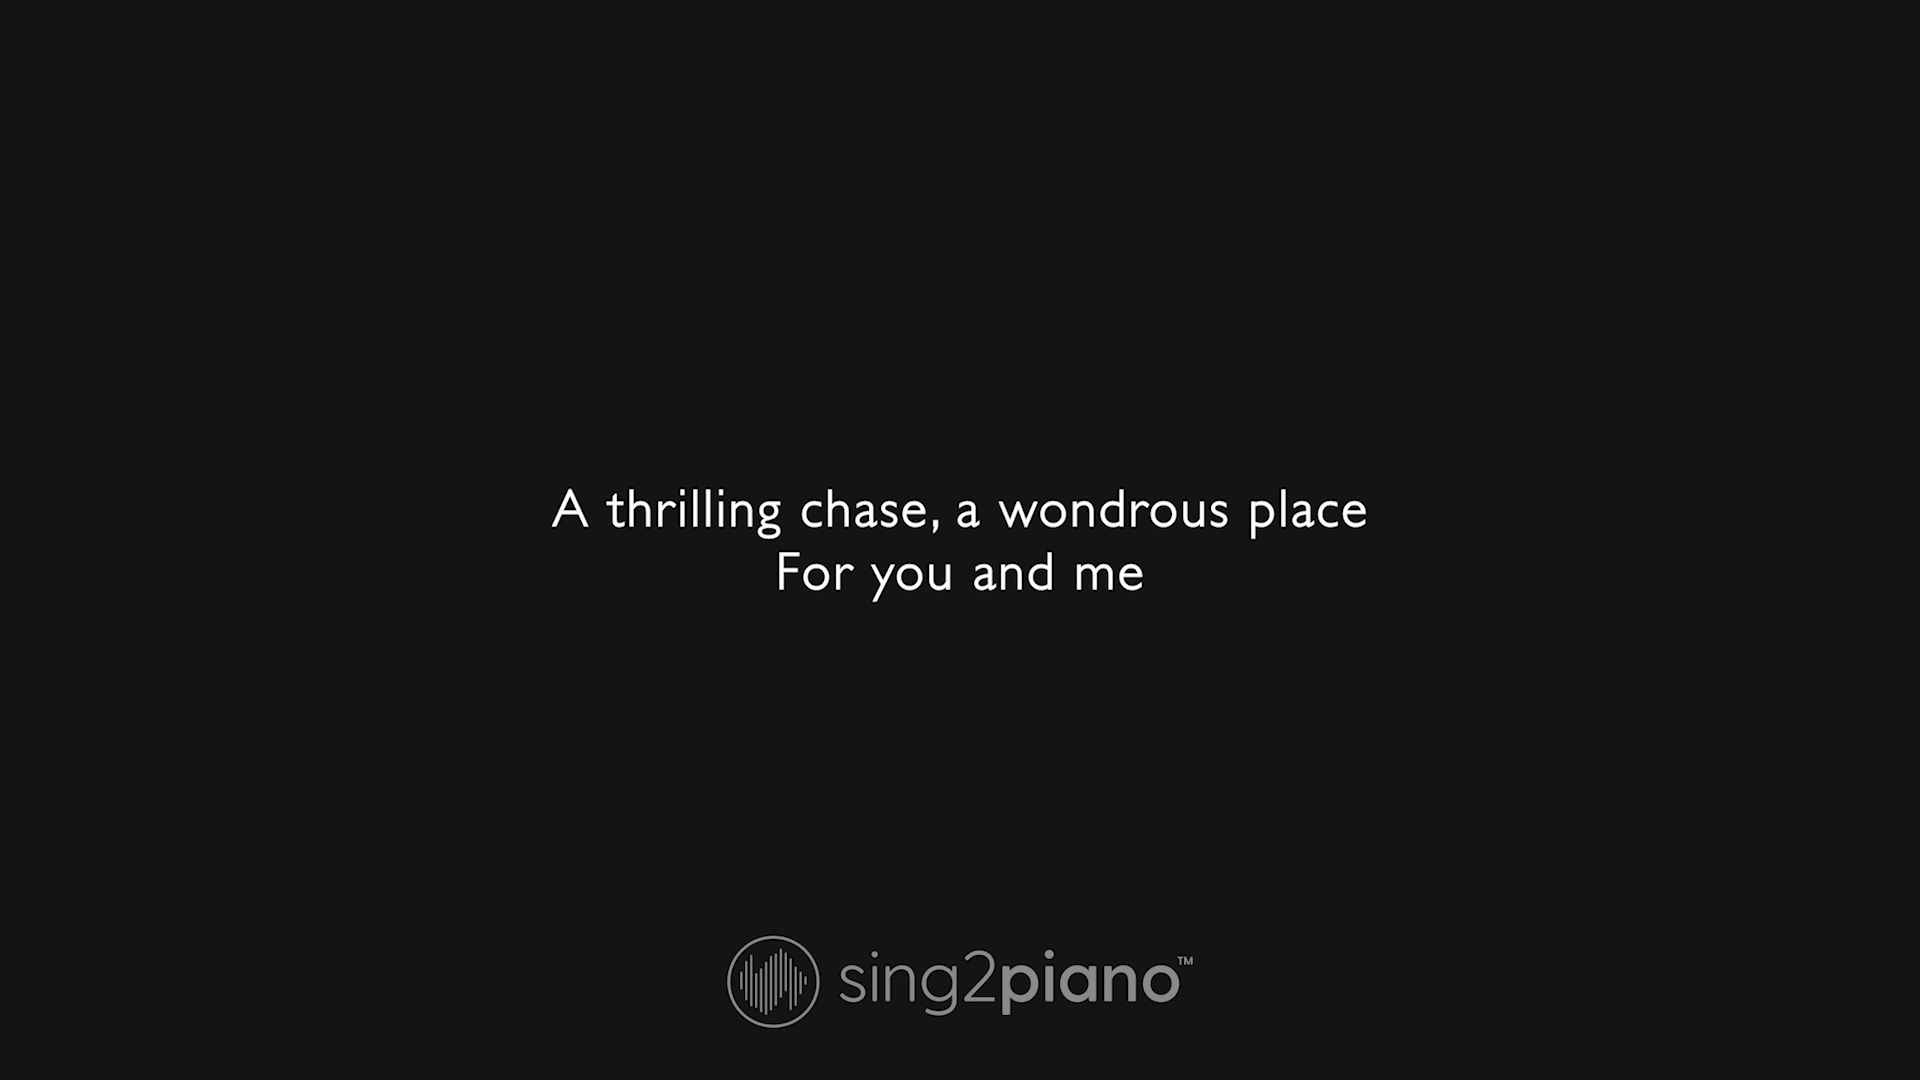 A thrilling chase, a wondrous place
For you and me
sing2piano™